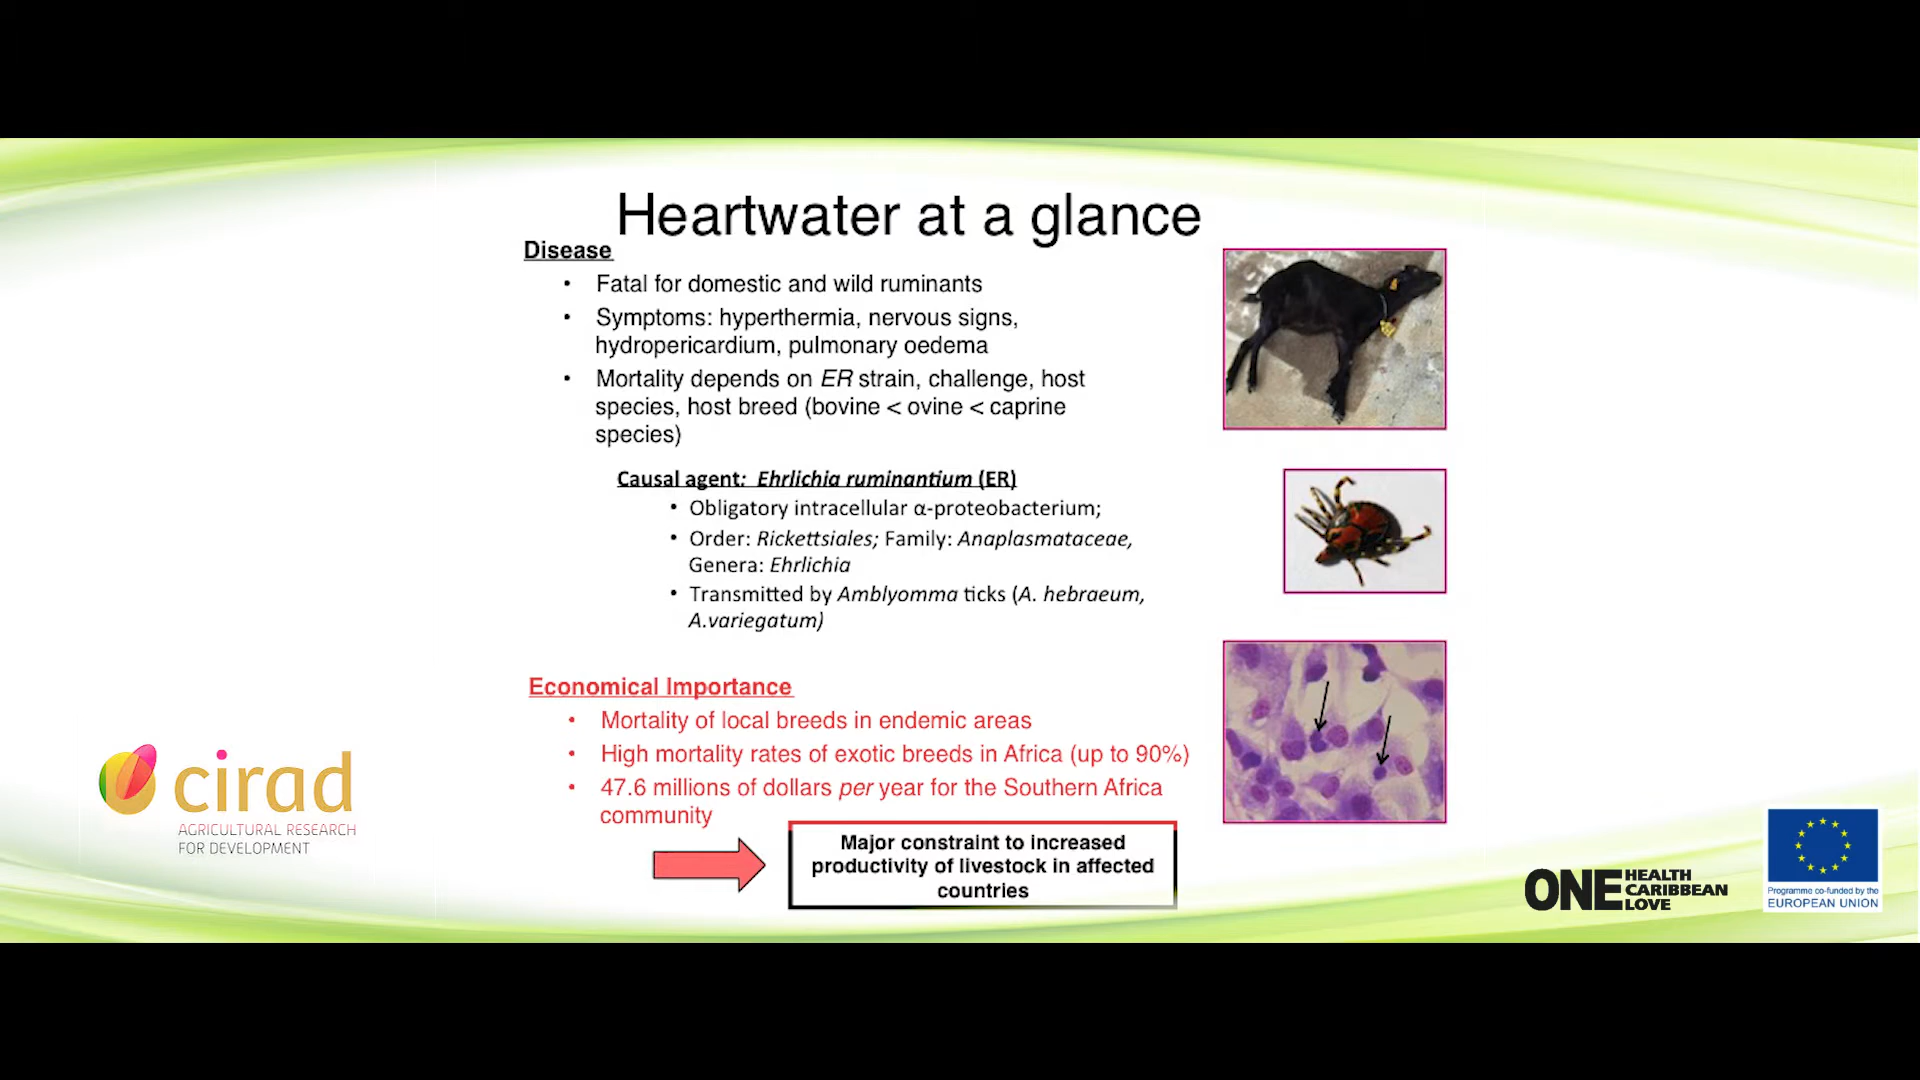 Heartwater at a glance
Disease
• Fatal for domestic and wild ruminants
• Symptoms: hyperthermia, nervous signs,
hydropericardium, pulmonary oedema
• Mortality depends on ER strain, challenge, host
species, host breed (bovine < ovine < caprine
species)
Causal agent: Ehrlichia ruminantium (ER)
• Obligatory intracellular α-proteobacterium;
• Order: Rickettsiales; Family: Anaplasmataceae,
Genera: Ehrlichia
• Transmitted by Amblyomma ticks (A. hebraeum,
A.variegatum)
Economical Importance
• Mortality of local breeds in endemic areas
• High mortality rates of exotic breeds in Africa (up to 90%)
• 47.6 millions of dollars per year for the Southern Africa
community
Major constraint to increased
productivity of livestock in affected
countries
cirad
AGRICULTURAL RESEARCH
FOR DEVELOPMENT
ONE HEALTH
CARIBBEAN
LOVE
Programme co-funded by the
EUROPEAN UNION